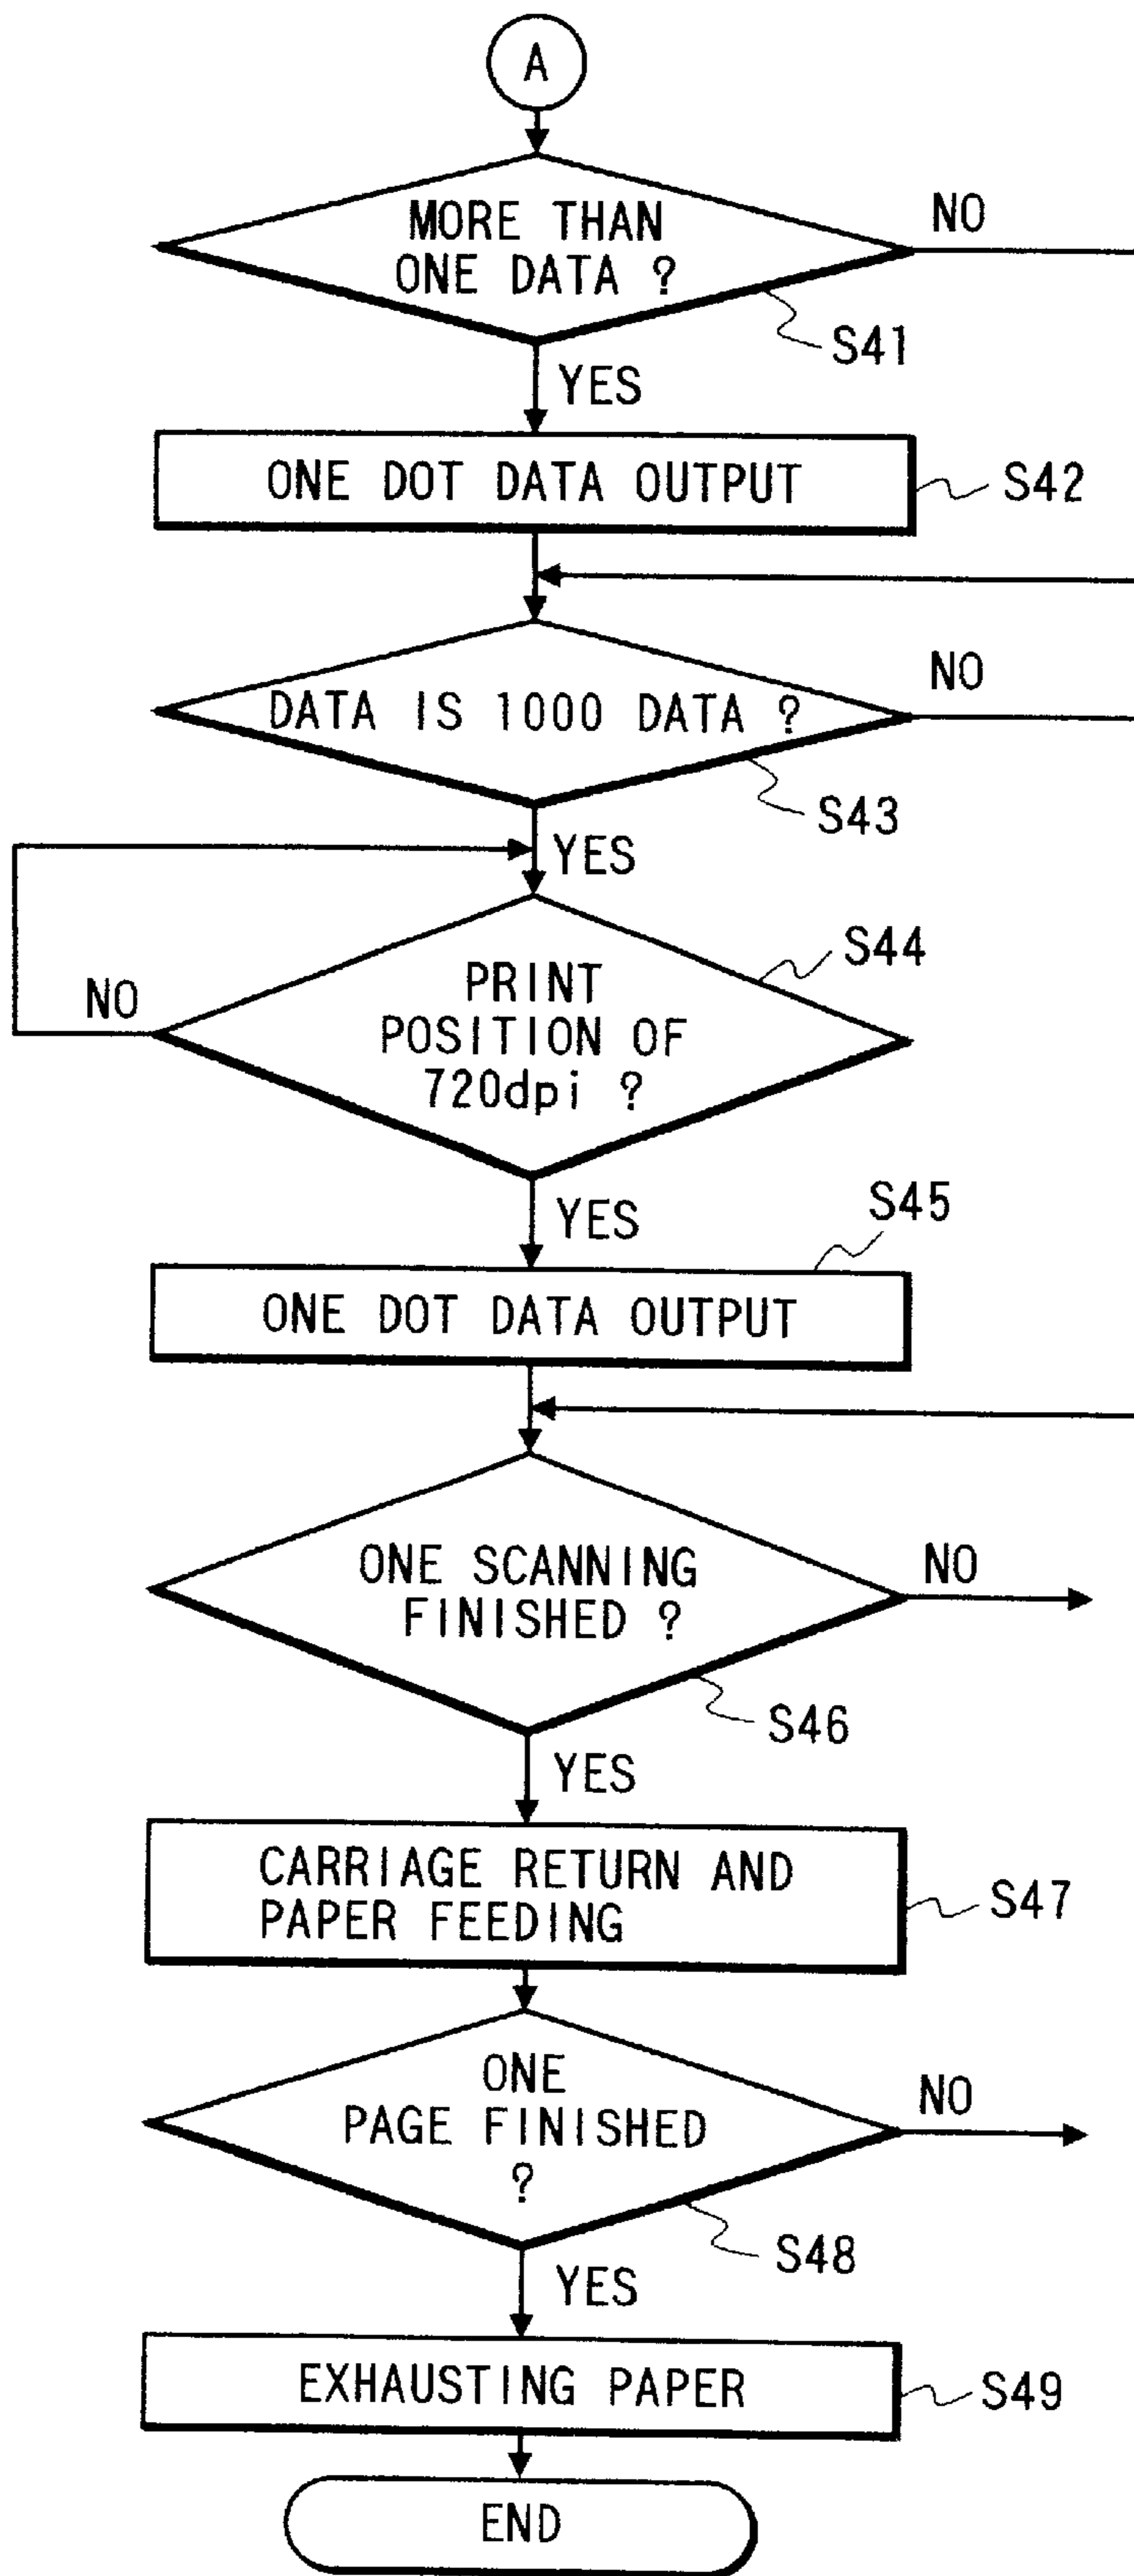 A
MORE THAN
ONE DATA ?
NO
S41
YES
ONE DOT DATA OUTPUT
S42
DATA IS 1000 DATA ?
NO
S43
YES
NO
PRINT
POSITION OF
720dpi ?
S44
YES
S45
ONE DOT DATA OUTPUT
ONE SCANNING
FINISHED ?
NO
S46
YES
CARRIAGE RETURN AND
PAPER FEEDING
S47
ONE
PAGE FINISHED
?
NO
S48
YES
EXHAUSTING PAPER
S49
END